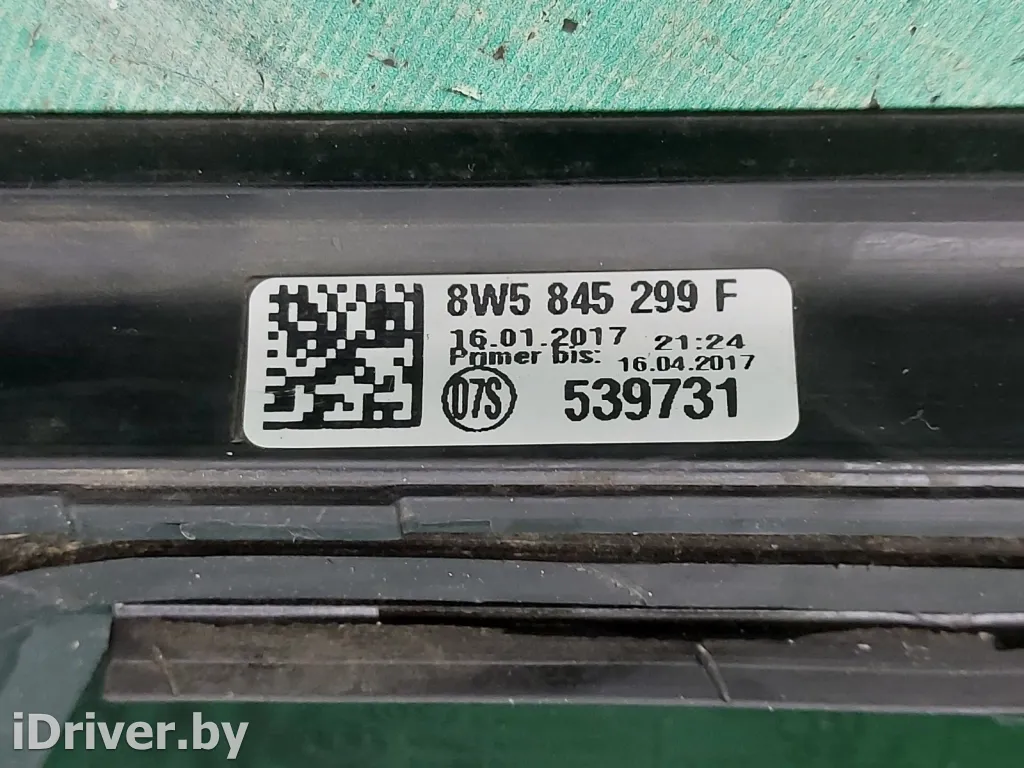 8W5 845 299 F
16.01.2017 21:24
Primer bis: 16.04.2017
07S 539731
iDriver.by